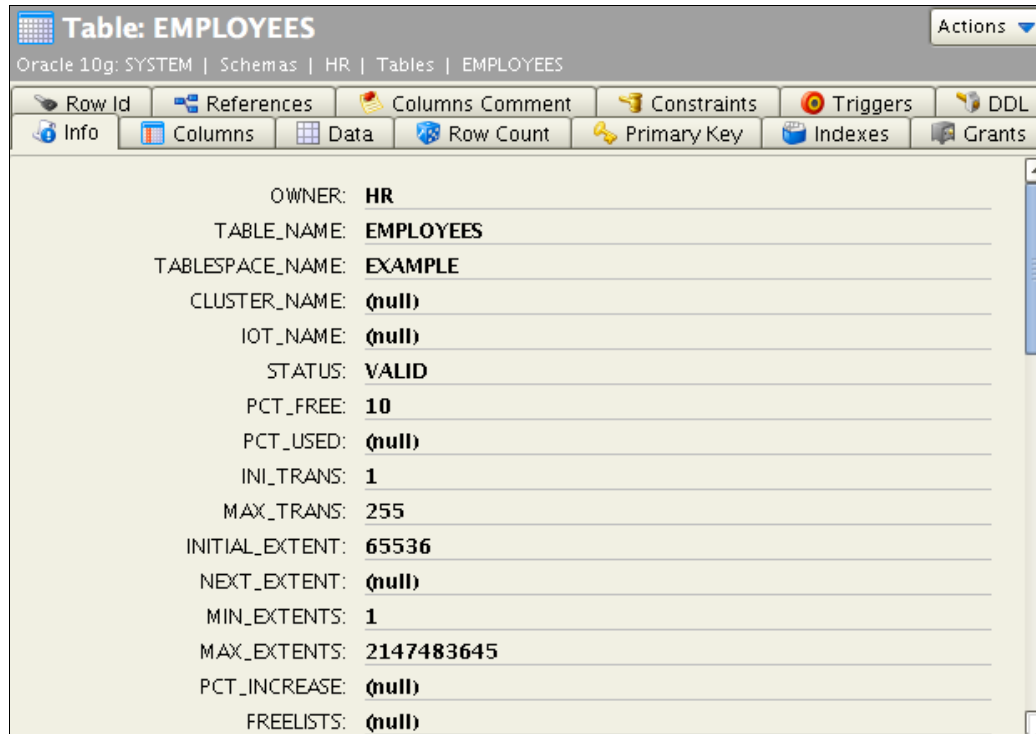 Table: EMPLOYEES
Actions
Oracle 10g: SYSTEM | Schemas | HR | Tables | EMPLOYEES
Row Id References Columns Comment Constraints Triggers DDL
Info Columns Data Row Count Primary Key Indexes Grants
OWNER: HR
TABLE_NAME: EMPLOYEES
TABLESPACE_NAME: EXAMPLE
CLUSTER_NAME: (null)
IOT_NAME: (null)
STATUS: VALID
PCT_FREE: 10
PCT_USED: (null)
INI_TRANS: 1
MAX_TRANS: 255
INITIAL_EXTENT: 65536
NEXT_EXTENT: (null)
MIN_EXTENTS: 1
MAX_EXTENTS: 2147483645
PCT_INCREASE: (null)
FREELISTS: (null)